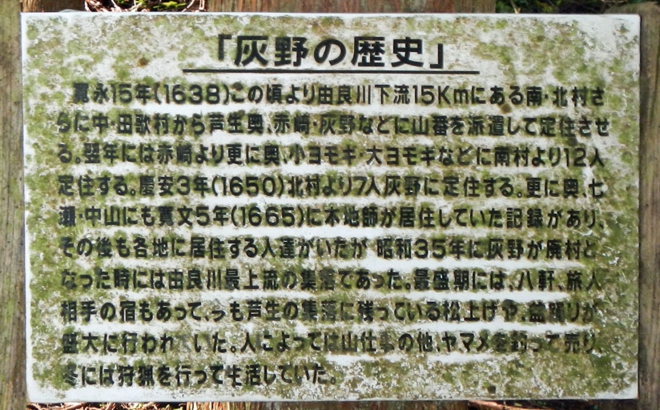 「灰野の歴史」
寛永15年(1638)この頃より由良川下流15Kmにある南・北村さ
らに中・田歌村から芦生奥、赤崎・灰野などに山番を派遣して定住させ
る。翌年には赤崎より更に奥、小ヨモギ・大ヨモギなどに南村より12人
定住する。慶安3年(1650)北村より7人灰野に定住する。更に奥、七
瀬・中山にも寛文5年(1665)に木地師が居住していた記録があり、
その後も各地に居住する人達がいたが 昭和35年に灰野が廃村と
なった時には由良川最上流の集落であった。最盛期には、八軒、旅人
相手の宿もあって、今も芦生の集落に残っている松上げや、盆踊りが
盛大に行われていた。人によっては山仕事の他、ヤマメを釣って売り、
冬には狩猟を行って生活していた。